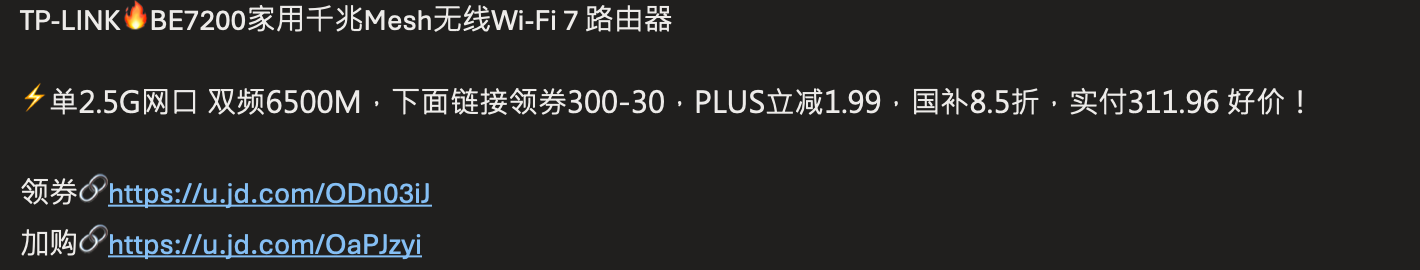 TP-LINK🔥BE7200家用千兆Mesh无线Wi-Fi 7 路由器
⚡单2.5G网口 双频6500M，下面链接领券300-30，PLUS立减1.99，国补8.5折，实付311.96 好价！
领券🔗https://u.jd.com/ODn03iJ
加购🔗https://u.jd.com/OaPJzyi